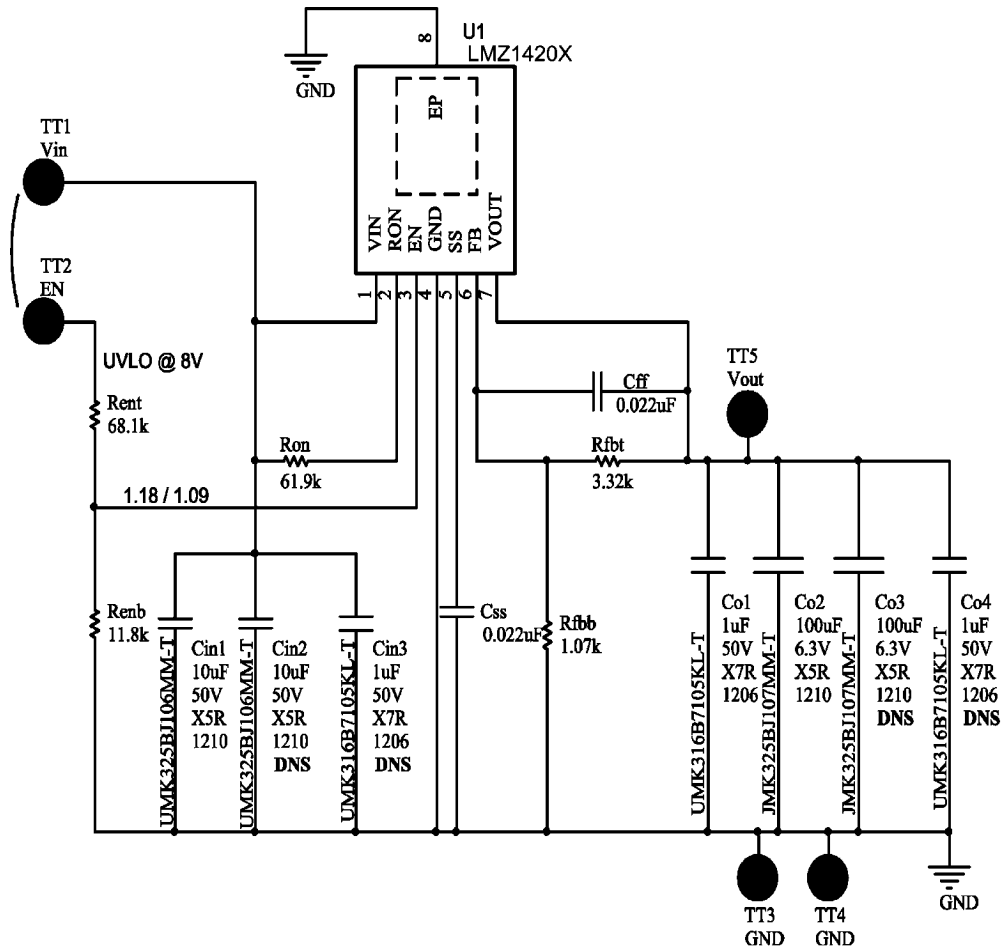 U1
LMZ1420X
8
GND
EP
VIN
RON
EN
GND
SS
FB
VOUT
1
2
3
4
5
6
7
TT1
Vin
TT2
EN
UVLO @ 8V
Rent
68.1k
Ron
61.9k
1.18 / 1.09
Cff
0.022uF
TT5
Vout
Rfbt
3.32k
Renb
11.8k
UMK325BJ106MM-T
Cin1
10uF
50V
X5R
1210
UMK325BJ106MM-T
Cin2
10uF
50V
X5R
1210
DNS
UMK316B7105KL-T
Cin3
1uF
50V
X7R
1206
DNS
Css
0.022uF
Rfbb
1.07k
UMK316B7105KL-T
Co1
1uF
50V
X7R
1206
JMK325BJ107MM-T
Co2
100uF
6.3V
X5R
1210
JMK325BJ107MM-T
Co3
100uF
6.3V
X5R
1210
DNS
UMK316B7105KL-T
Co4
1uF
50V
X7R
1206
DNS
TT3
GND
TT4
GND
GND